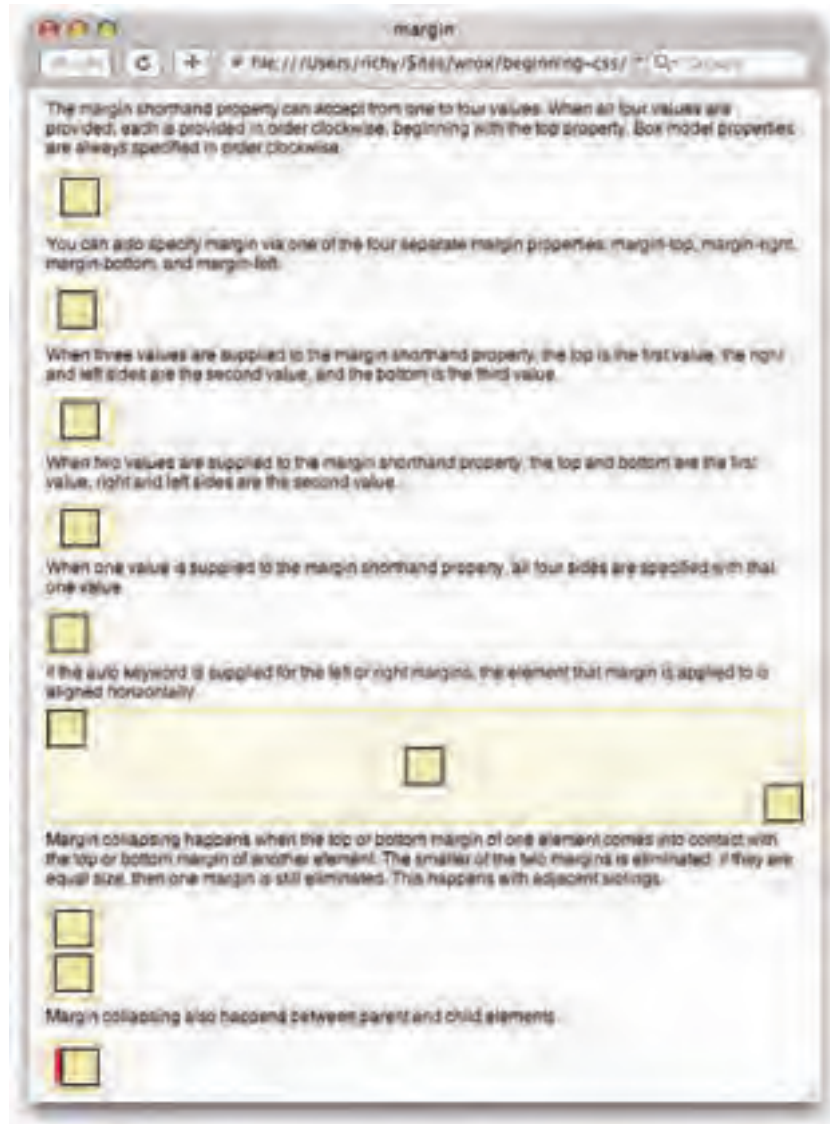 margin
file:///Users/richy/Sites/wrox/beginning-css/
The margin shorthand property can accept from one to four values. When all four values are
provided, each is provided in order clockwise, beginning with the top property. Box model properties
are always specified in order clockwise.
You can also specify margin via one of the four separate margin properties: margin-top, margin-right,
margin-bottom, and margin-left.
When three values are supplied to the margin shorthand property, the top is the first value, the right
and left sides are the second value, and the bottom is the third value.
When two values are supplied to the margin shorthand property, the top and bottom are the first
value, right and left sides are the second value.
When one value is supplied to the margin shorthand property, all four sides are specified with that
one value.
If the auto keyword is supplied for the left or right margins, the element that margin is applied to is
aligned horizontally.
Margin collapsing happens when the top or bottom margin of one element comes into contact with
the top or bottom margin of another element. The smaller of the two margins is eliminated. If they are
equal size, then one margin is still eliminated. This happens with adjacent siblings.
Margin collapsing also happens between parent and child elements.